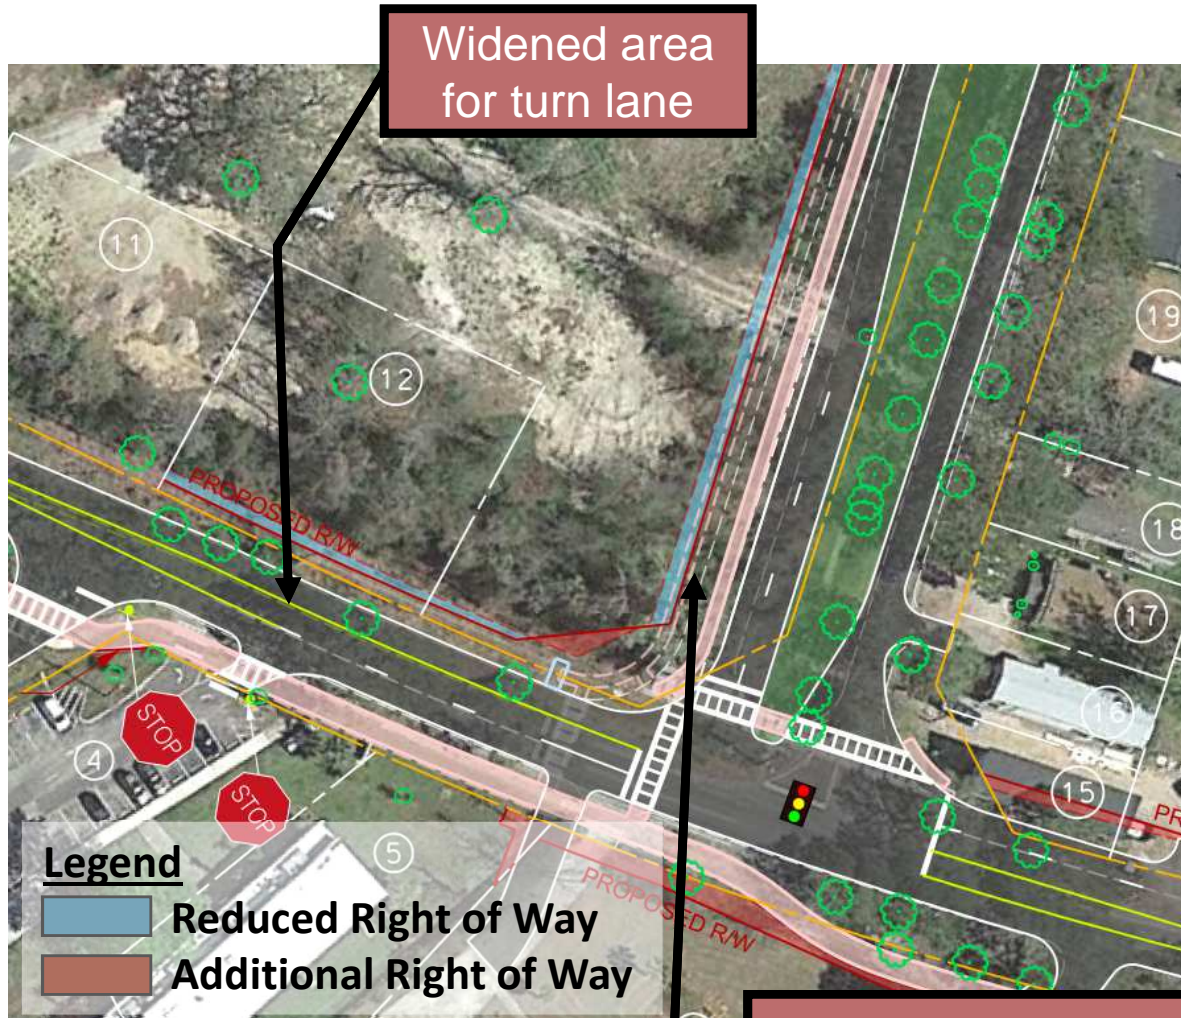 Widened area
for turn lane
11
12
19
PROPOSED R/W
18
17
16
STOP
4
15
STOP
5
PROPOSED R/W
Legend
Reduced Right of Way
Additional Right of Way